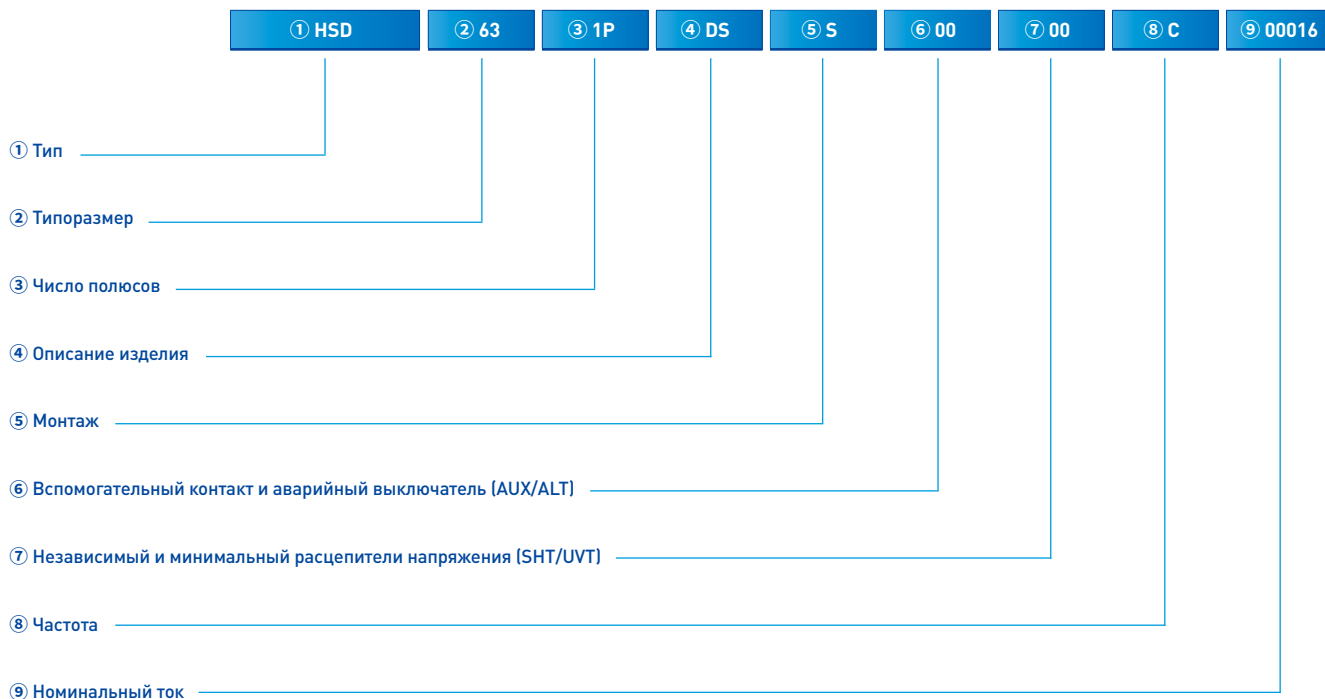 ① HSD ② 63 ③ 1P ④ DS ⑤ S ⑥ 00 ⑦ 00 ⑧ C ⑨ 00016
① Тип
② Типоразмер
③ Число полюсов
④ Описание изделия
⑤ Монтаж
⑥ Вспомогательный контакт и аварийный выключатель (AUX/ALT)
⑦ Независимый и минимальный расцепители напряжения (SHT/UVT)
⑧ Частота
⑨ Номинальный ток